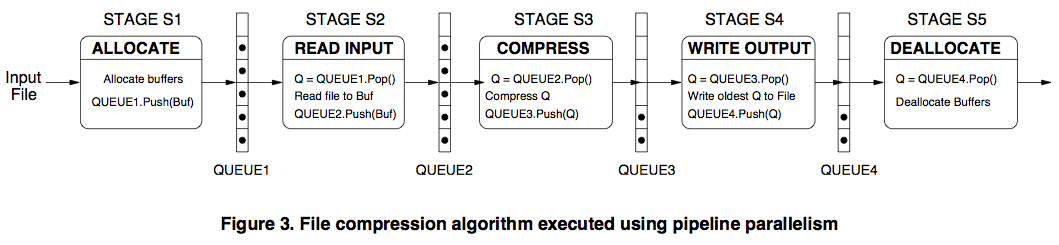 STAGE S1
STAGE S2
STAGE S3
STAGE S4
STAGE S5
ALLOCATE
READ INPUT
COMPRESS
WRITE OUTPUT
DEALLOCATE
Input
File
Allocate buffers
QUEUE1.Push(Buf)
Q = QUEUE1.Pop()
Read file to Buf
QUEUE2.Push(Buf)
Q = QUEUE2.Pop()
Compress Q
QUEUE3.Push(Q)
Q = QUEUE3.Pop()
Write oldest Q to File
QUEUE4.Push(Q)
Q = QUEUE4.Pop()
Deallocate Buffers
QUEUE1
QUEUE2
QUEUE3
QUEUE4
Figure 3. File compression algorithm executed using pipeline parallelism